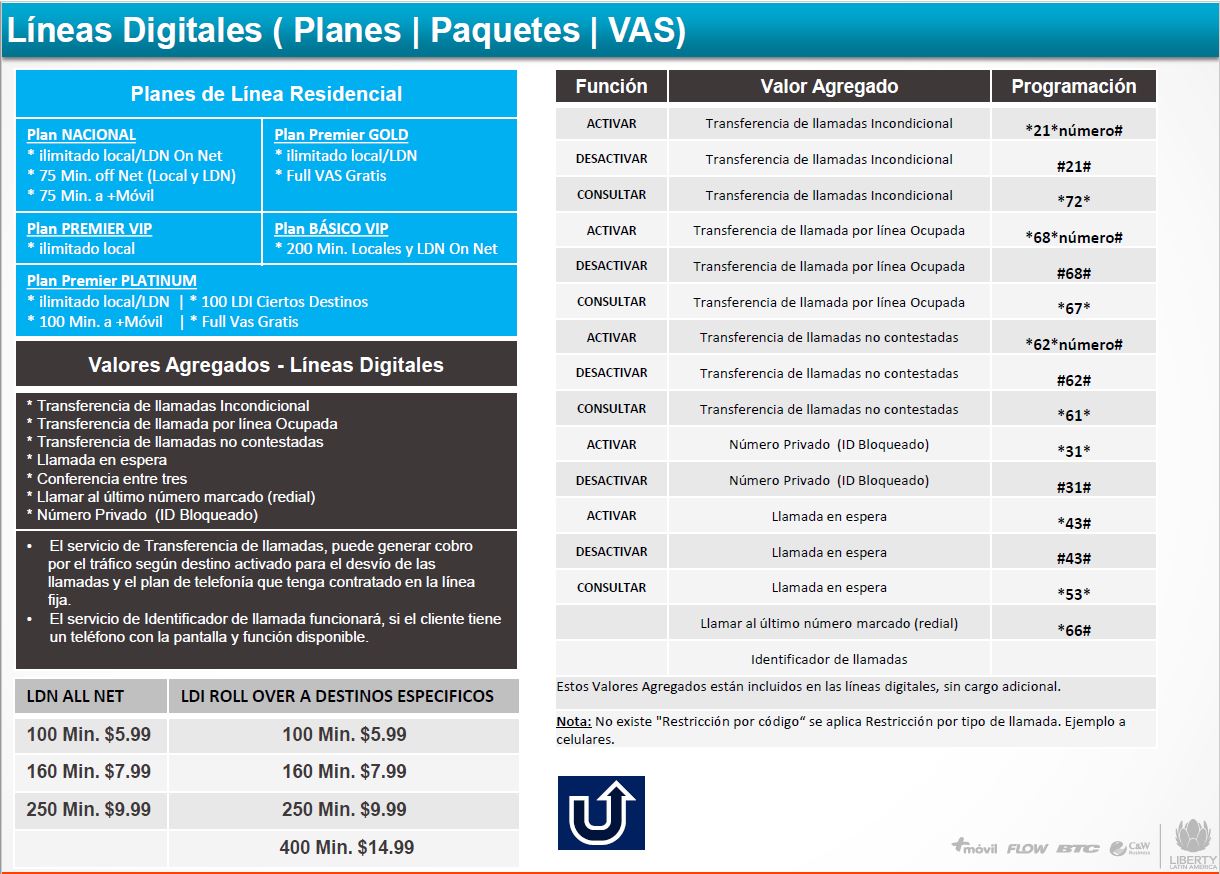 Líneas Digitales ( Planes | Paquetes | VAS)
Planes de Línea Residencial
Plan NACIONAL
* ilimitado local/LDN On Net
* 75 Min. off Net (Local y LDN)
* 75 Min. a +Móvil
Plan Premier GOLD
* ilimitado local/LDN
* Full VAS Gratis
Plan PREMIER VIP
* ilimitado local
Plan BÁSICO VIP
* 200 Min. Locales y LDN On Net
Plan Premier PLATINUM
* ilimitado local/LDN | * 100 LDI Ciertos Destinos
* 100 Min. a +Móvil | * Full Vas Gratis
Valores Agregados - Líneas Digitales
* Transferencia de llamadas Incondicional
* Transferencia de llamada por línea Ocupada
* Transferencia de llamadas no contestadas
* Llamada en espera
* Conferencia entre tres
* Llamar al último número marcado (redial)
* Número Privado (ID Bloqueado)
• El servicio de Transferencia de llamadas, puede generar cobro
por el tráfico según destino activado para el desvío de las
llamadas y el plan de telefonía que tenga contratado en la línea
fija.
• El servicio de Identificador de llamada funcionará, si el cliente tiene
un teléfono con la pantalla y función disponible.
LDN ALL NET LDI ROLL OVER A DESTINOS ESPECIFICOS
100 Min. $5.99 100 Min. $5.99
160 Min. $7.99 160 Min. $7.99
250 Min. $9.99 250 Min. $9.99
400 Min. $14.99
Función Valor Agregado Programación
ACTIVAR Transferencia de llamadas Incondicional *21*número#
DESACTIVAR Transferencia de llamadas Incondicional #21#
CONSULTAR Transferencia de llamadas Incondicional *72*
ACTIVAR Transferencia de llamada por línea Ocupada *68*número#
DESACTIVAR Transferencia de llamada por línea Ocupada #68#
CONSULTAR Transferencia de llamada por línea Ocupada *67*
ACTIVAR Transferencia de llamadas no contestadas *62*número#
DESACTIVAR Transferencia de llamadas no contestadas #62#
CONSULTAR Transferencia de llamadas no contestadas *61*
ACTIVAR Número Privado (ID Bloqueado) *31*
DESACTIVAR Número Privado (ID Bloqueado) #31#
ACTIVAR Llamada en espera *43#
DESACTIVAR Llamada en espera #43#
CONSULTAR Llamada en espera *53*
Llamar al último número marcado (redial) *66#
Identificador de llamadas
Estos Valores Agregados están incluidos en las líneas digitales, sin cargo adicional.
Nota: No existe "Restricción por código“ se aplica Restricción por tipo de llamada. Ejemplo a
celulares.
+móvil FLOW BTC C&W Business
LIBERTY
LATIN AMERICA